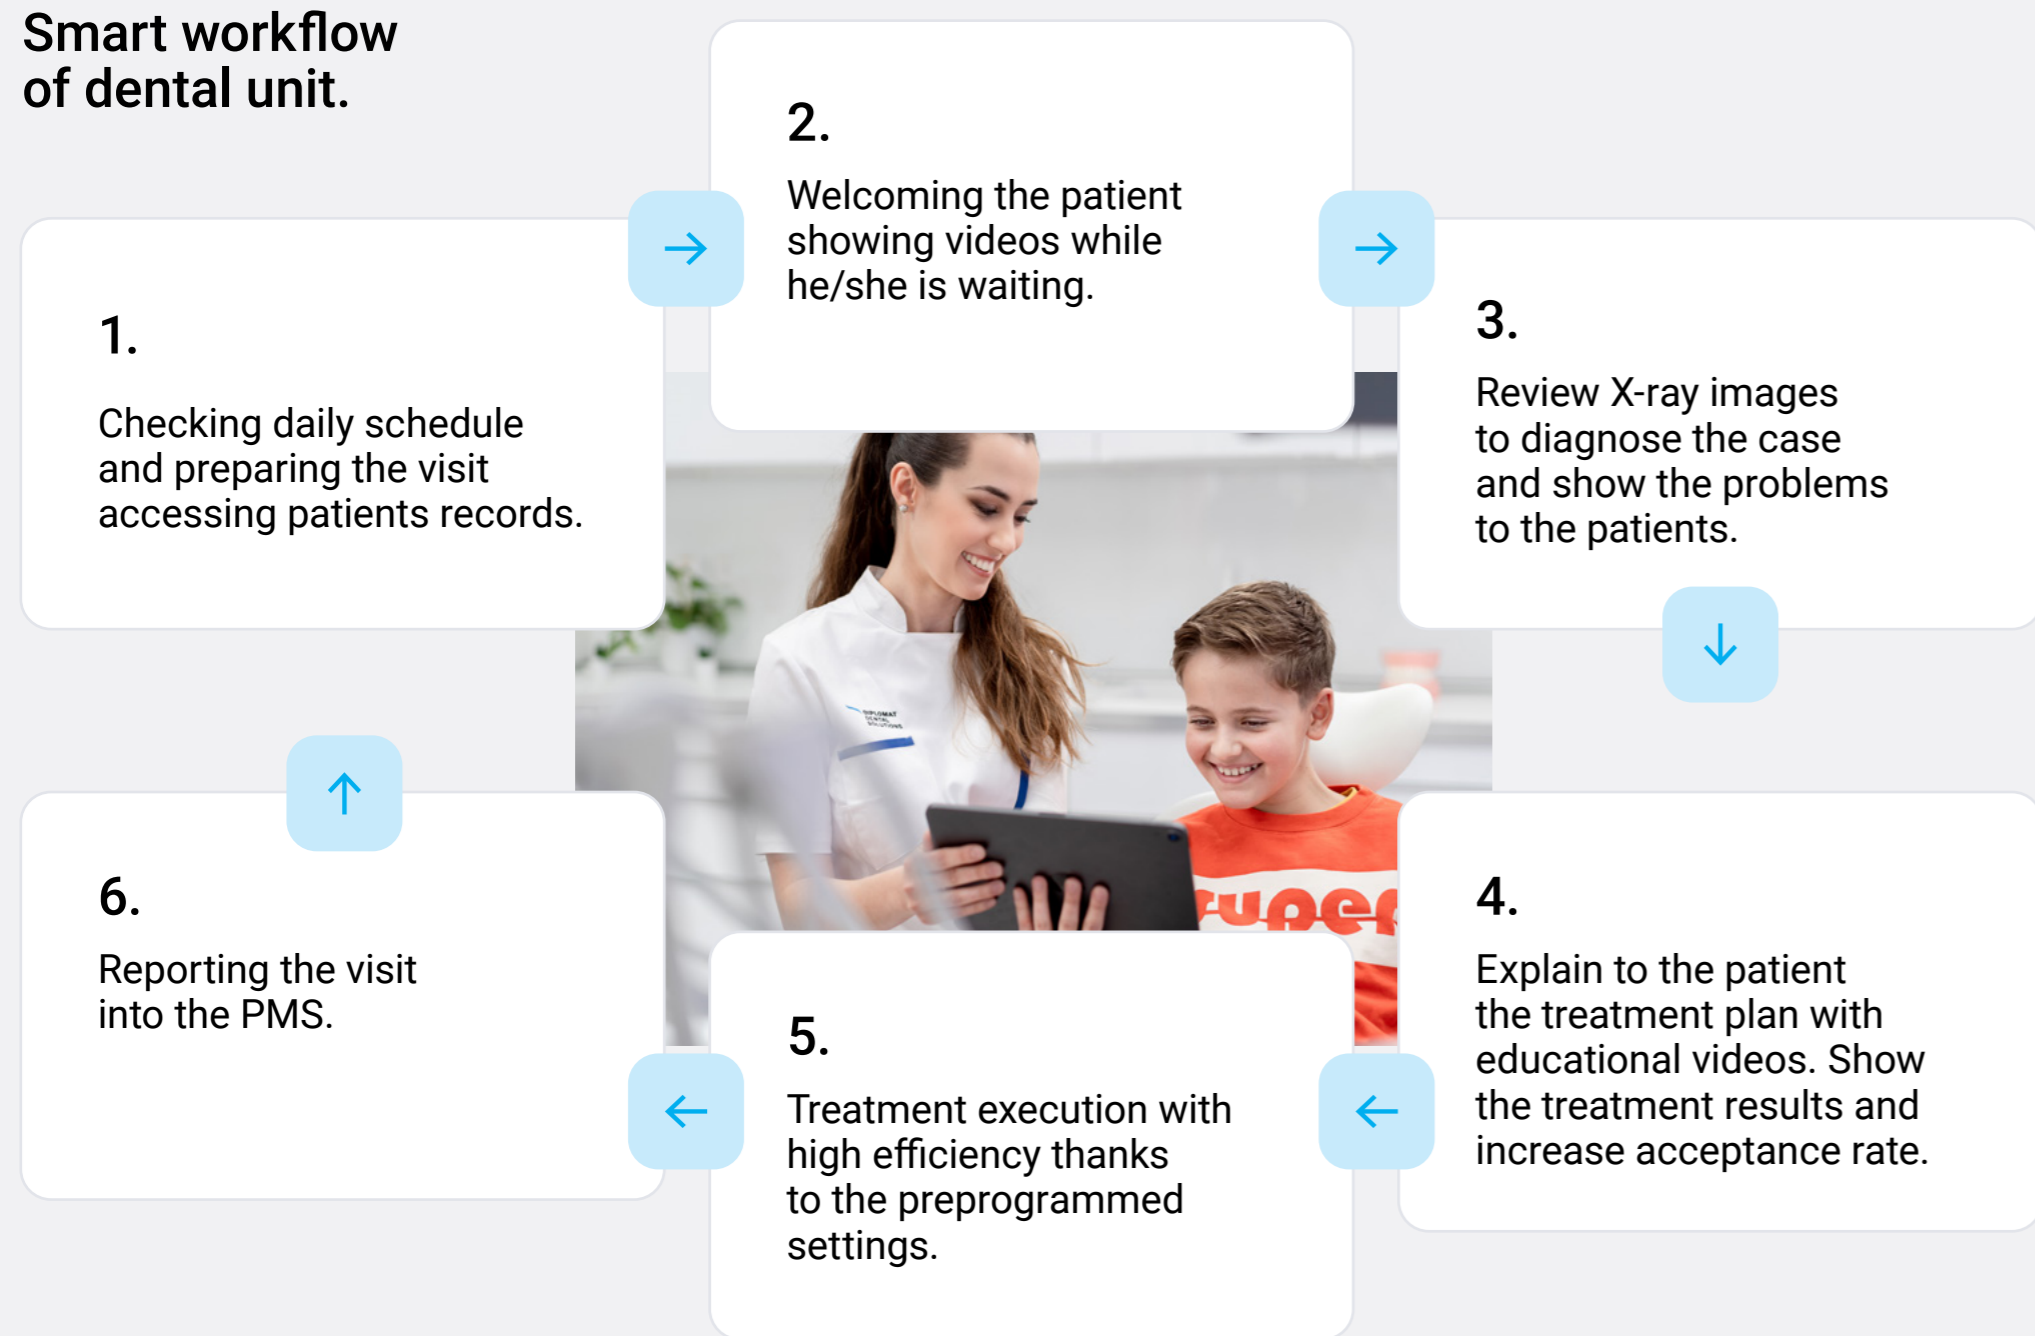 Smart workflow
of dental unit.
1.
Checking daily schedule
and preparing the visit
accessing patients records.
2.
Welcoming the patient
showing videos while
he/she is waiting.
3.
Review X-ray images
to diagnose the case
and show the problems
to the patients.
4.
Explain to the patient
the treatment plan with
educational videos. Show
the treatment results and
increase acceptance rate.
5.
Treatment execution with
high efficiency thanks
to the preprogrammed
settings.
6.
Reporting the visit
into the PMS.
DIPLOMAT
DENTAL
SOLUTIONS
super